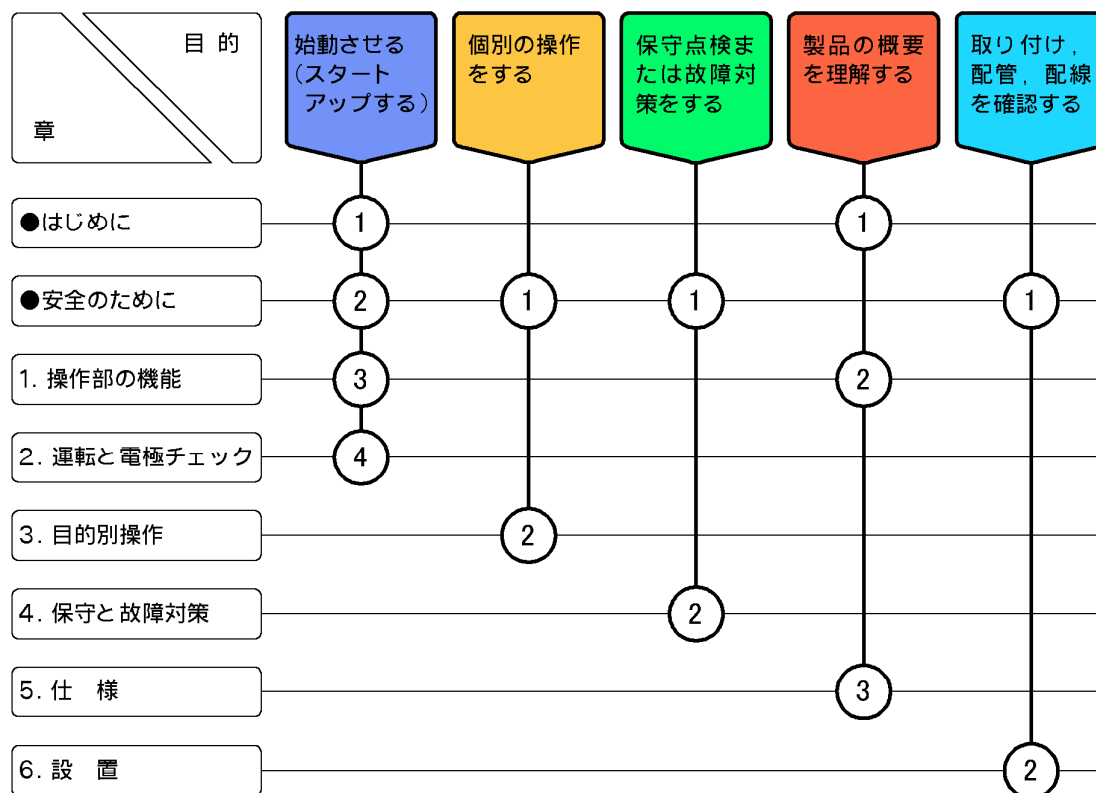 目 的
章
始動させる
（スタート
アップする）
個別の操作
をする
保守点検ま
たは故障対
策をする
製品の概要
を理解する
取り付け，
配管，配線
を確認する
●はじめに
1
1
●安全のために
2
1
1
1
1. 操作部の機能
3
2
2. 運転と電極チェック
4
3. 目的別操作
2
4. 保守と故障対策
2
5. 仕　様
3
6. 設　置
2